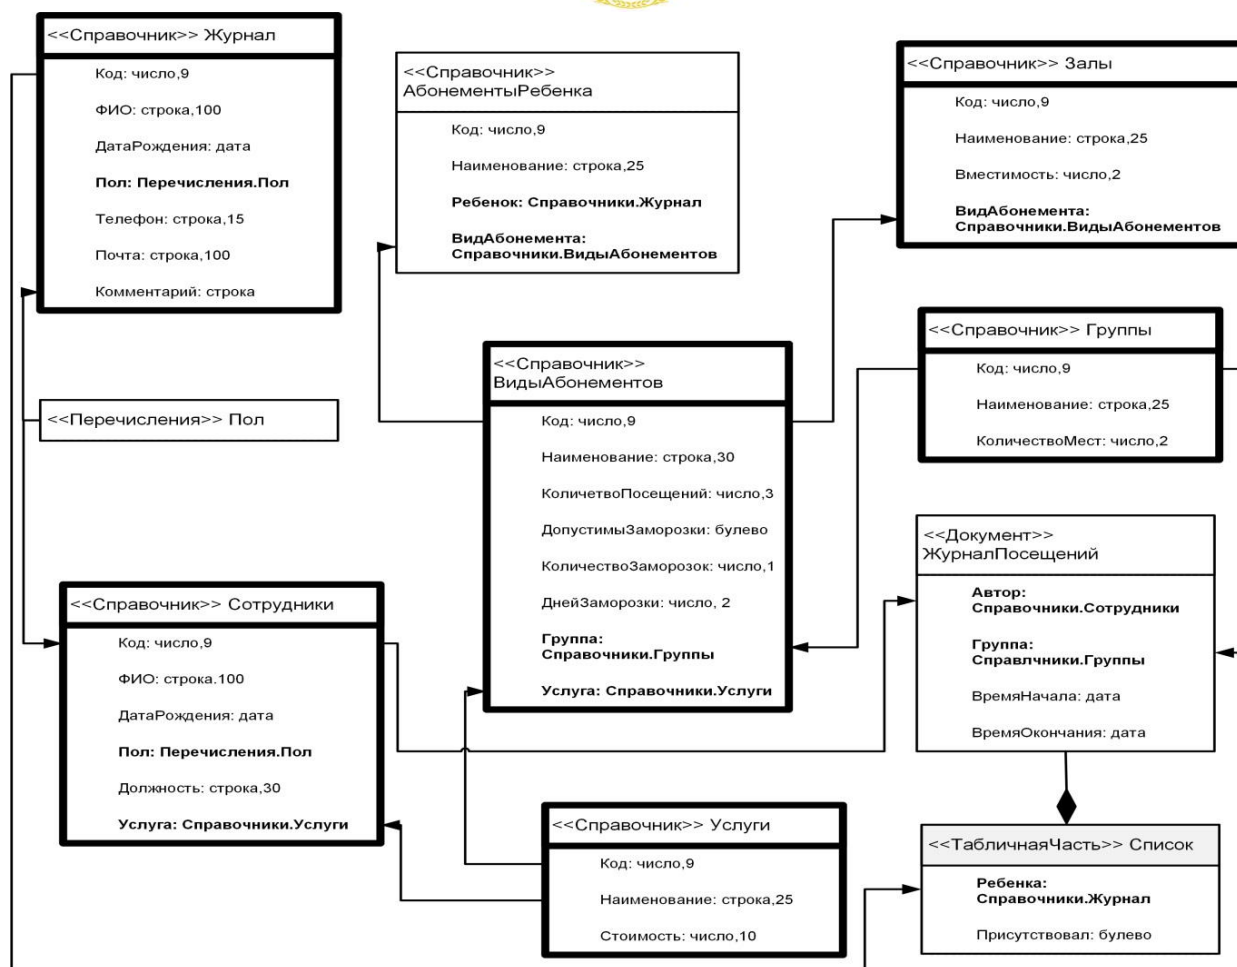 <<Справочник>> Журнал
Код: число,9
ФИО: строка,100
ДатаРождения: дата
Пол: Перечисления.Пол
Телефон: строка,15
Почта: строка,100
Комментарий: строка
<<Справочник>>
АбонементыРебенка
Код: число,9
Наименование: строка,25
Ребенок: Справочники.Журнал
ВидАбонемента:
Справочники.ВидыАбонементов
<<Справочник>> Залы
Код: число,9
Наименование: строка,25
Вместимость: число,2
ВидАбонемента:
Справочники.ВидыАбонементов
<<Перечисления>> Пол
<<Справочник>>
ВидыАбонементов
Код: число,9
Наименование: строка,30
КоличетвоПосещений: число,3
ДопустимыЗаморозки: булево
КоличествоЗаморозок: число,1
ДнейЗаморозки: число, 2
Группа:
Справочники.Группы
Услуга: Справочники.Услуги
<<Справочник>> Группы
Код: число,9
Наименование: строка,25
КоличествоМест: число,2
<<Справочник>> Сотрудники
Код: число,9
ФИО: строка.100
ДатаРождения: дата
Пол: Перечисления.Пол
Должность: строка,30
Услуга: Справочники.Услуги
<<Документ>>
ЖурналПосещений
Автор:
Справочники.Сотрудники
Группа:
Справлчники.Группы
ВремяНачала: дата
ВремяОкончания: дата
<<Справочник>> Услуги
Код: число,9
Наименование: строка,25
Стоимость: число,10
<<ТабличнаяЧасть>> Список
Ребенка:
Справочники.Журнал
Присутствовал: булево